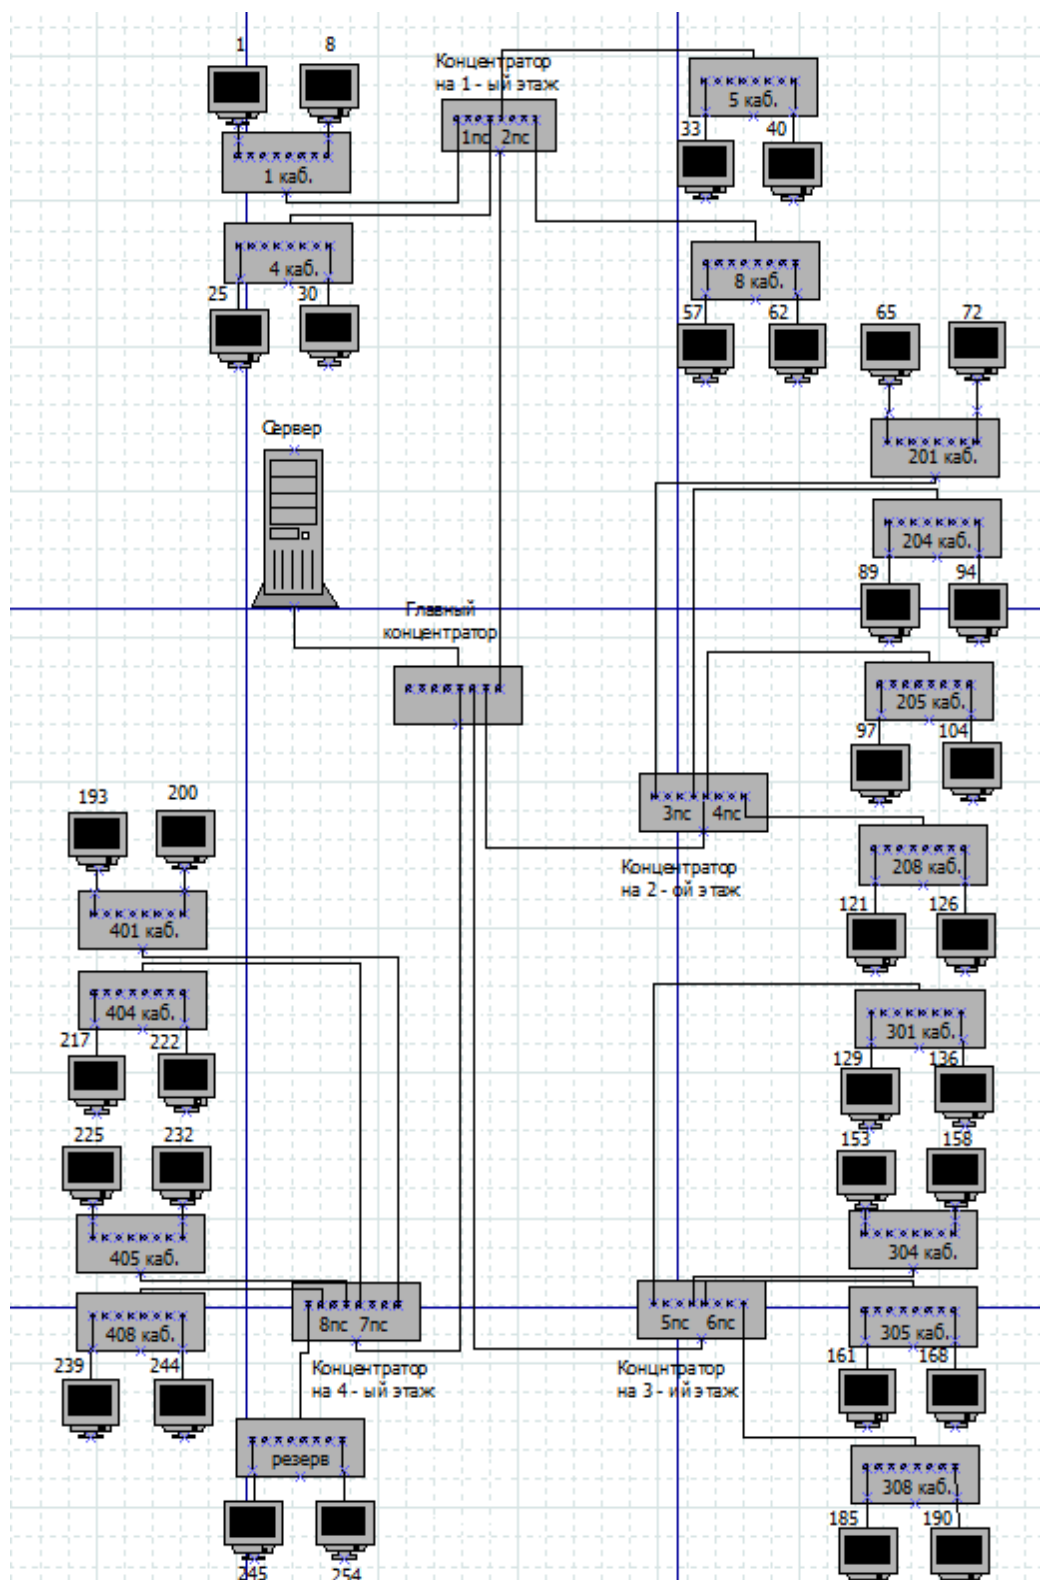 1
8
Концентратор
на 1 - ый этаж
1пс 2пс
5 каб.
33
40
1 каб.
4 каб.
25
30
8 каб.
57
62
65
72
201 каб.
Сервер
204 каб.
89
94
Главный
концентратор
205 каб.
97
104
3пс 4пс
Концентратор
на 2 - ой этаж
208 каб.
121
126
193
200
401 каб.
404 каб.
217
222
301 каб.
129
136
225
232
153
158
405 каб.
304 каб.
8пс 7пс
5пс 6пс
408 каб.
305 каб.
239
244
Концентратор
на 4 - ый этаж
Концнтратор
на 3 - ий этаж
161
168
резерв
308 каб.
245
254
185
190